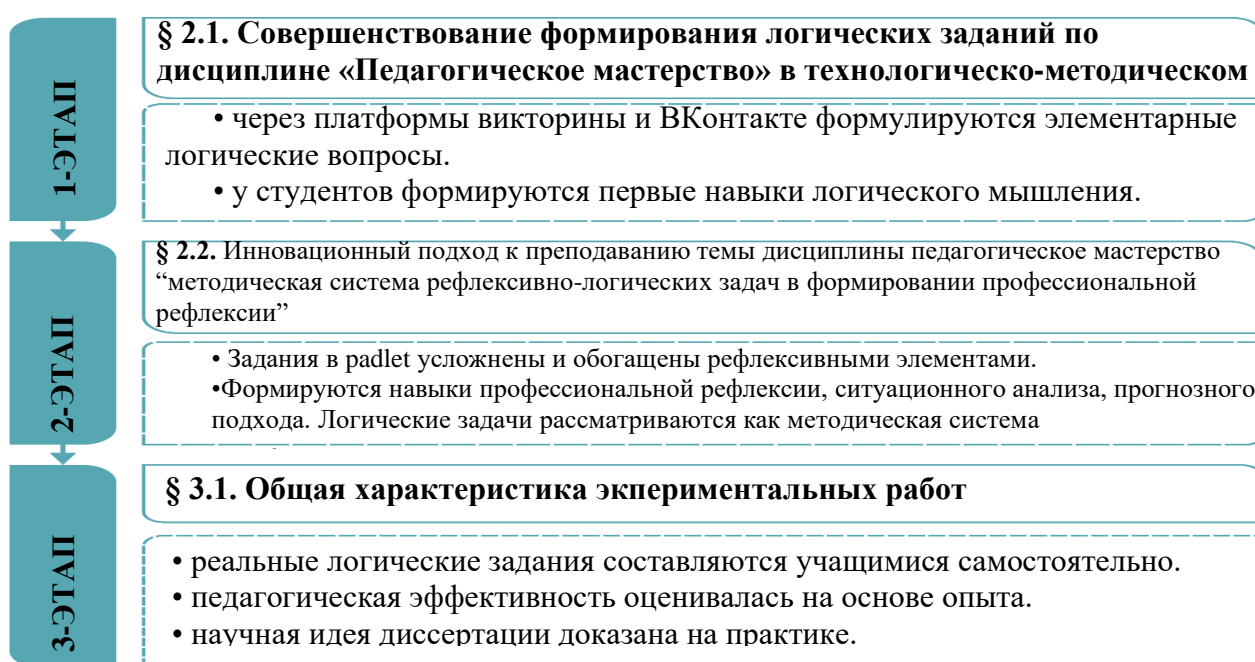 1-ЭТАП
§ 2.1. Совершенствование формирования логических заданий по
дисциплине «Педагогическое мастерство» в технологическо-методическом
• через платформы викторины и ВКонтакте формулируются элементарные
логические вопросы.
• у студентов формируются первые навыки логического мышления.
2-ЭТАП
§ 2.2. Инновационный подход к преподаванию темы дисциплины педагогическое мастерство
“методическая система рефлексивно-логических задач в формировании профессиональной
рефлексии”
• Задания в padlet усложнены и обогащены рефлексивными элементами.
•Формируются навыки профессиональной рефлексии, ситуационного анализа, прогнозного
подхода. Логические задачи рассматриваются как методическая система
3-ЭТАП
§ 3.1. Общая характеристика экпериментальных работ
• реальные логические задания составляются учащимися самостоятельно.
• педагогическая эффективность оценивалась на основе опыта.
• научная идея диссертации доказана на практике.